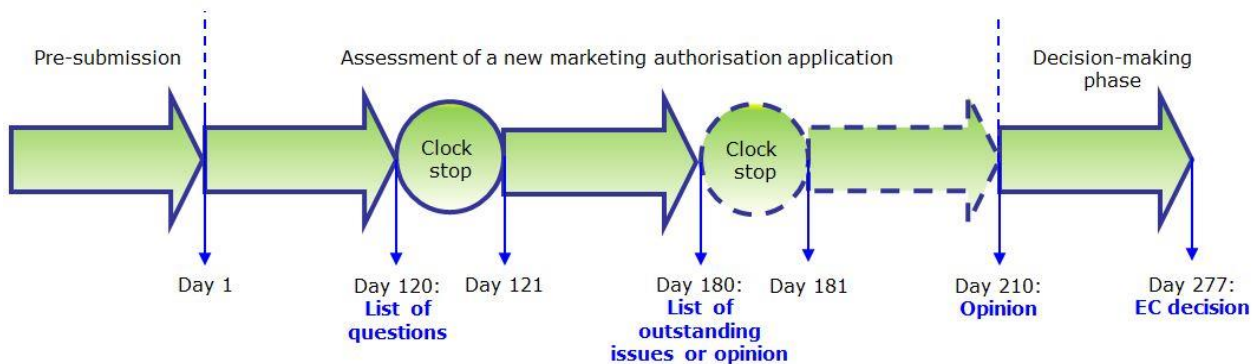 Pre-submission
Assessment of a new marketing authorisation application
Decision-making
phase
Clock
stop
Clock
stop
Day 1
Day 120:
List of
questions
Day 121
Day 180:
List of
outstanding
issues or opinion
Day 181
Day 210:
Opinion
Day 277:
EC decision